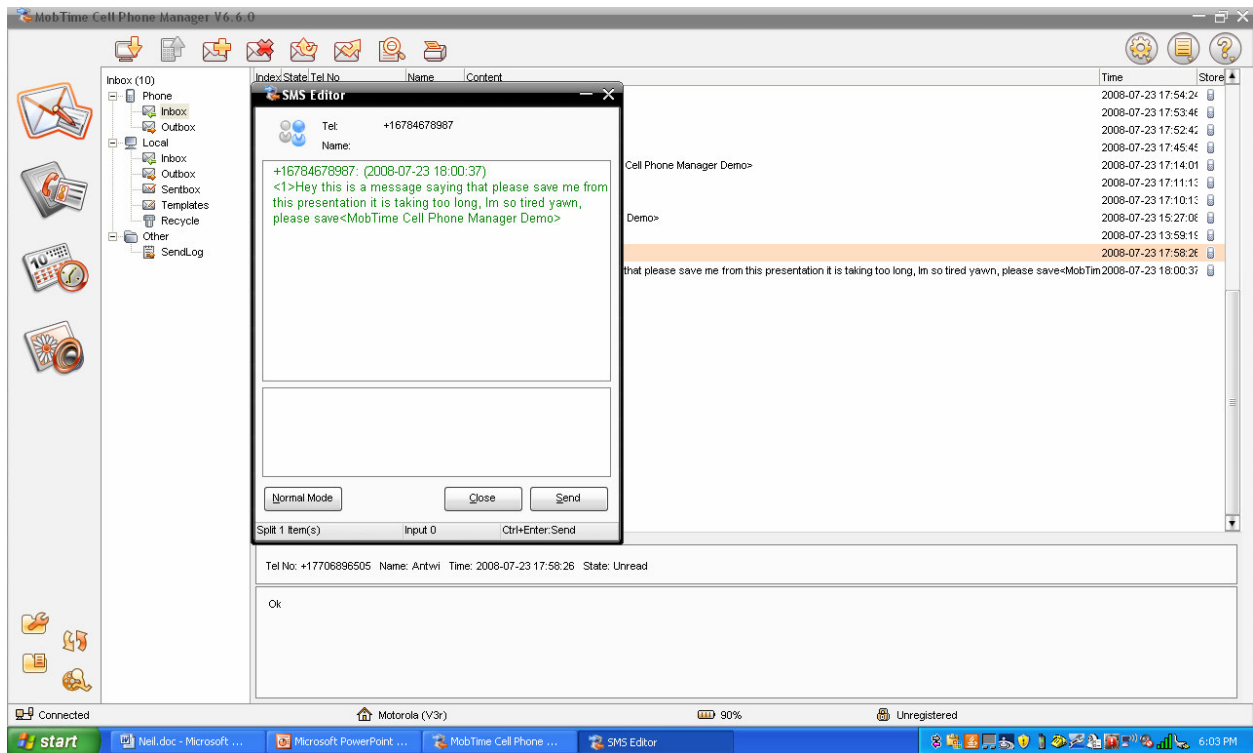 MobTime Cell Phone Manager V6.6.0
Inbox (10)
Phone
Inbox
Outbox
Local
Inbox
Outbox
Sentbox
Templates
Recycle
Other
SendLog
Index State Tel No Name Content Time Store
2008-07-23 17:54:24
2008-07-23 17:53:46
2008-07-23 17:52:42
2008-07-23 17:45:45
Cell Phone Manager Demo> 2008-07-23 17:14:01
2008-07-23 17:11:13
2008-07-23 17:10:13
Demo> 2008-07-23 15:27:08
2008-07-23 13:59:19
2008-07-23 17:58:26
that please save me from this presentation it is taking too long, Im so tired yawn, please save<MobTim 2008-07-23 18:00:37
SMS Editor
Tel: +16784678987
Name:
+16784678987: (2008-07-23 18:00:37)
<1>Hey this is a message saying that please save me from
this presentation it is taking too long, Im so tired yawn,
please save<MobTime Cell Phone Manager Demo>
Normal Mode Close Send
Split 1 Item(s) Input 0 Ctrl+Enter:Send
Tel No: +17706896505 Name: Antwi Time: 2008-07-23 17:58:26 State: Unread
Ok
Connected Motorola (V3r) 90% Unregistered
start Neil.doc - Microsoft ... Microsoft PowerPoint ... MobTime Cell Phone ... SMS Editor 6:03 PM